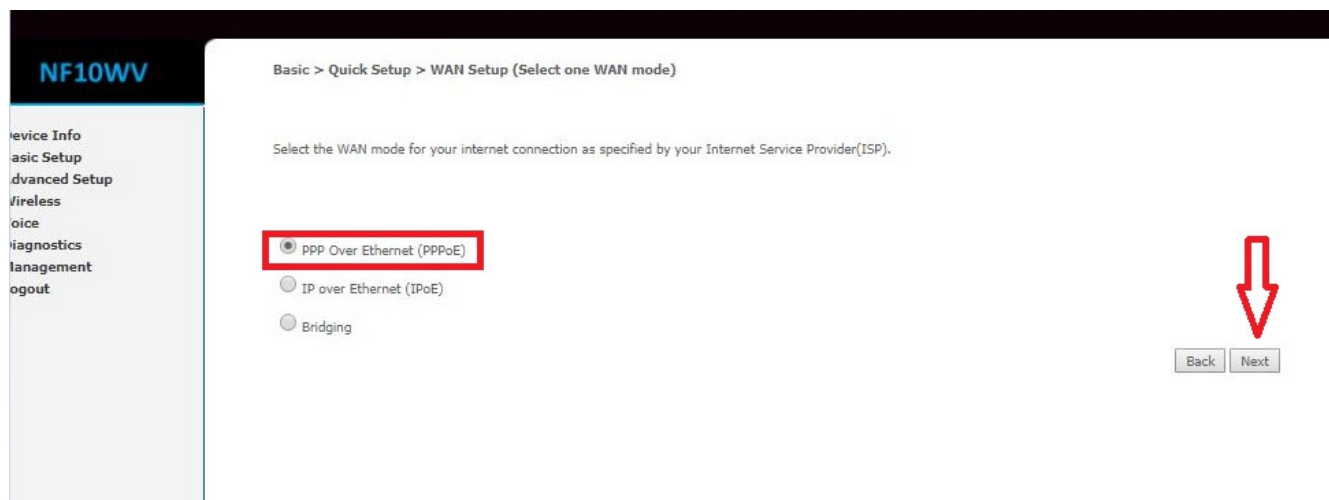 NF10WV
Basic > Quick Setup > WAN Setup (Select one WAN mode)
evice Info
asic Setup
dvanced Setup
Vireless
oice
iagnostics
lanagement
ogout
Select the WAN mode for your internet connection as specified by your Internet Service Provider(ISP).
PPP Over Ethernet (PPPoE)
IP over Ethernet (IPoE)
Bridging
Back Next